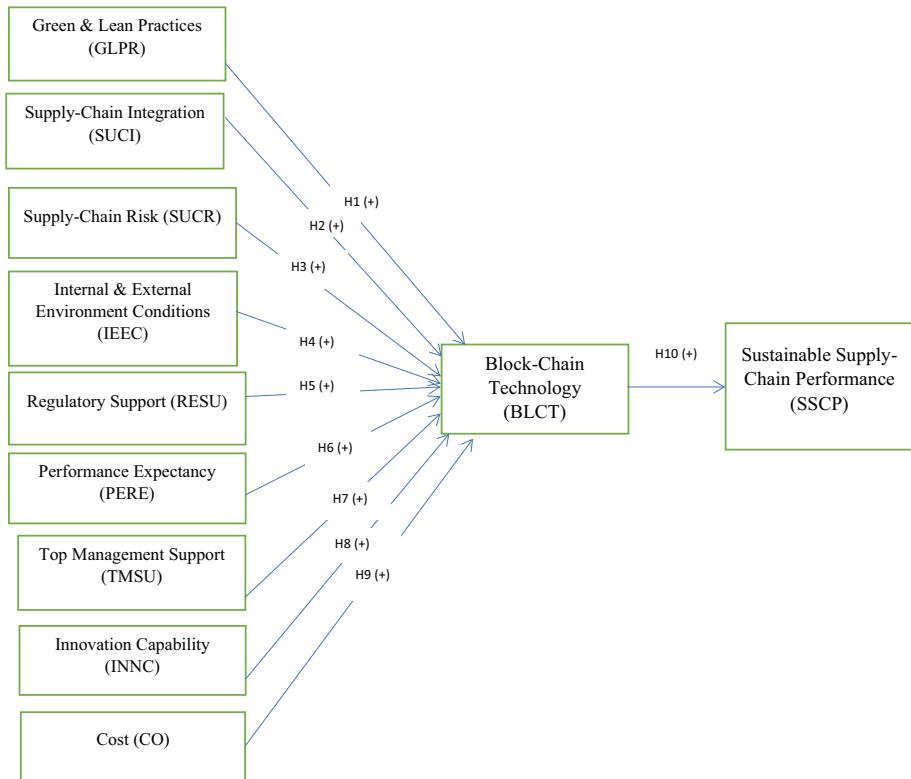 Green & Lean Practices
(GLPR)
Supply-Chain Integration
(SUCI)
Supply-Chain Risk (SUCR)
Internal & External
Environment Conditions
(IEEC)
Regulatory Support (RESU)
Performance Expectancy
(PERE)
Top Management Support
(TMSU)
Innovation Capability
(INNC)
Cost (CO)
H1 (+)
H2 (+)
H3 (+)
H4 (+)
H5 (+)
H6 (+)
H7 (+)
H8 (+)
H9 (+)
Block-Chain
Technology
(BLCT)
H10 (+)
Sustainable Supply-
Chain Performance
(SSCP)